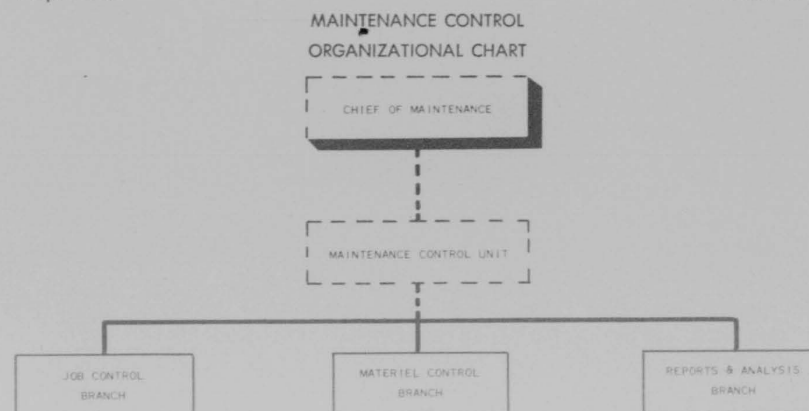 MAINTENANCE CONTROL
ORGANIZATIONAL CHART
CHIEF OF MAINTENANCE
MAINTENANCE CONTROL UNIT
JOB CONTROL
BRANCH
MATERIEL CONTROL
BRANCH
REPORTS & ANALYSIS
BRANCH